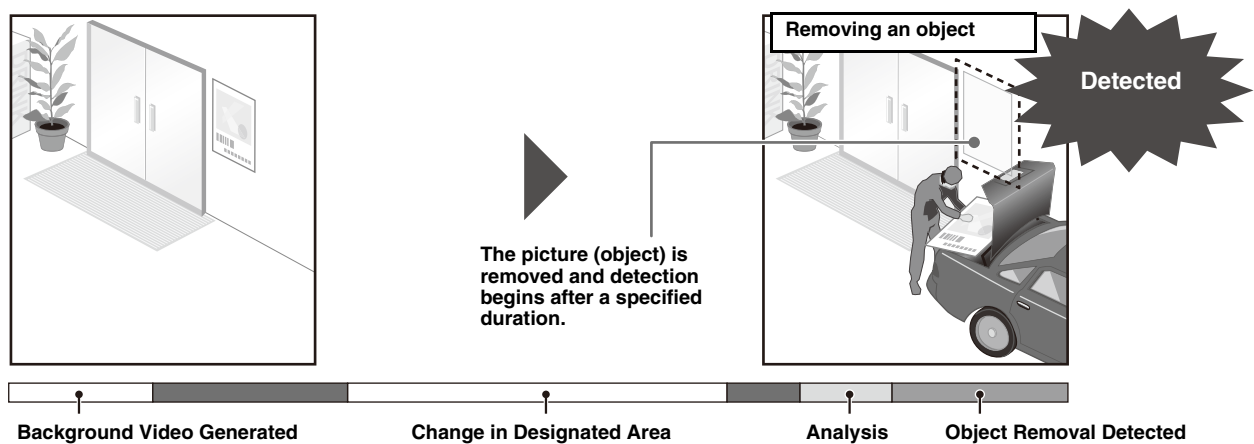 Removing an object
Detected
The picture (object) is
removed and detection
begins after a specified
duration.
Background Video Generated
Change in Designated Area
Analysis
Object Removal Detected